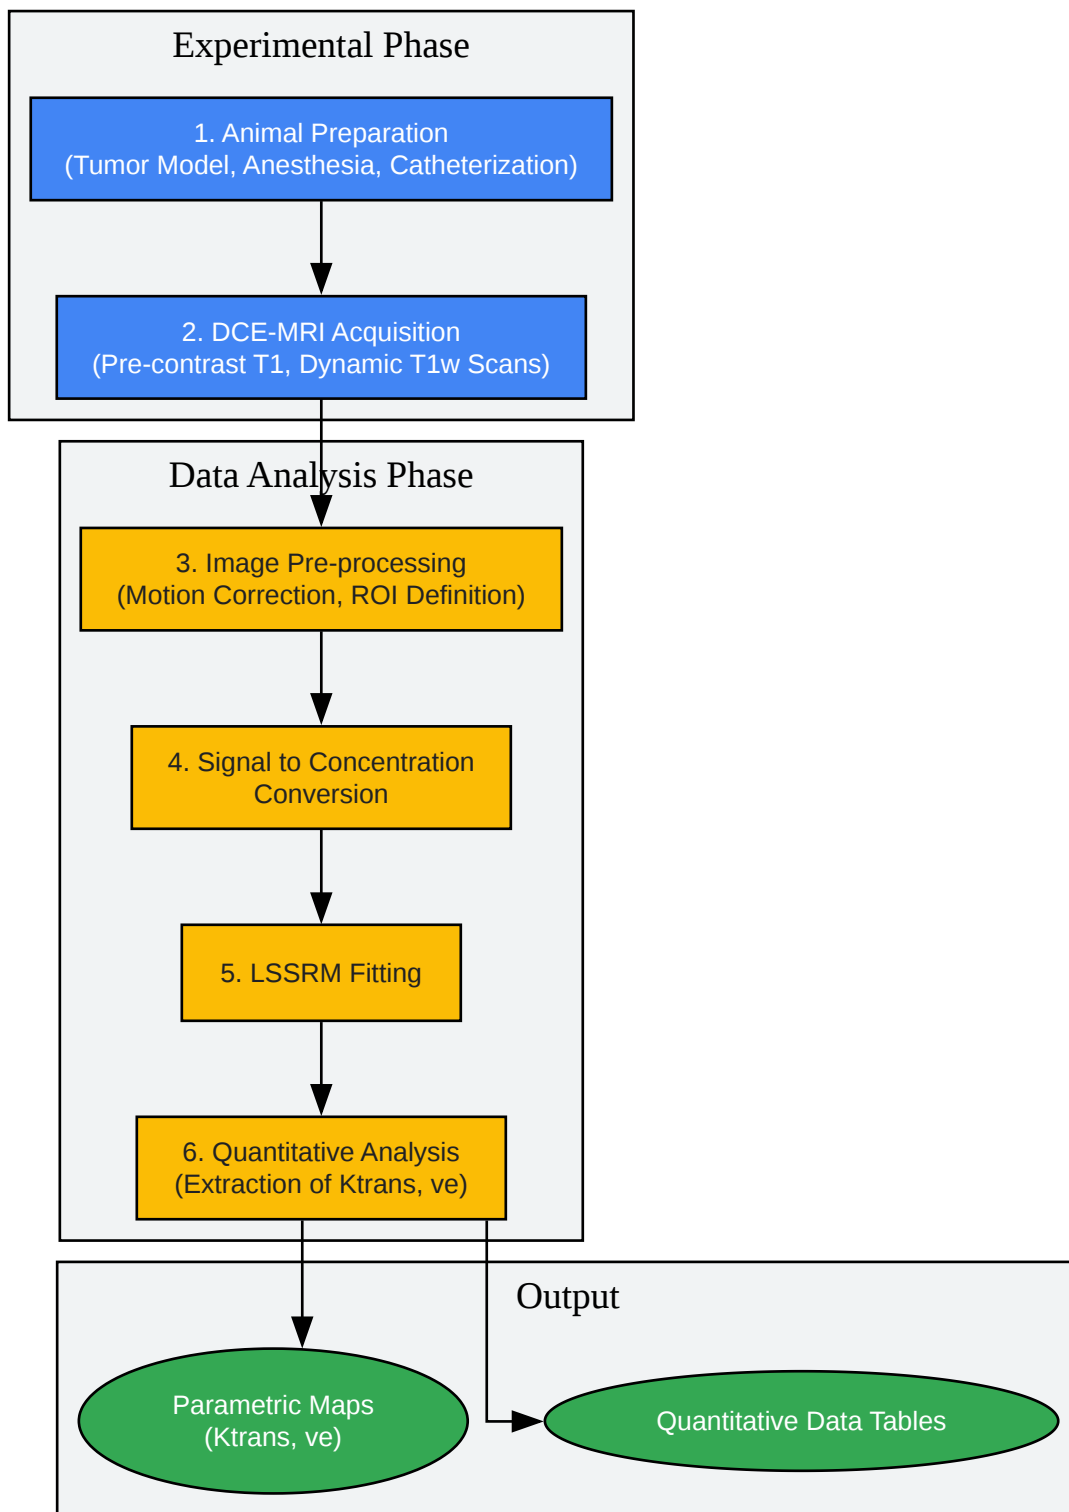 Experimental Phase
1. Animal Preparation
(Tumor Model, Anesthesia, Catheterization)
2. DCE-MRI Acquisition
(Pre-contrast T1, Dynamic T1w Scans)
Data Analysis Phase
3. Image Pre-processing
(Motion Correction, ROI Definition)
4. Signal to Concentration
Conversion
5. LSSRM Fitting
6. Quantitative Analysis
(Extraction of Ktrans, ve)
Output
Parametric Maps
(Ktrans, ve)
Quantitative Data Tables